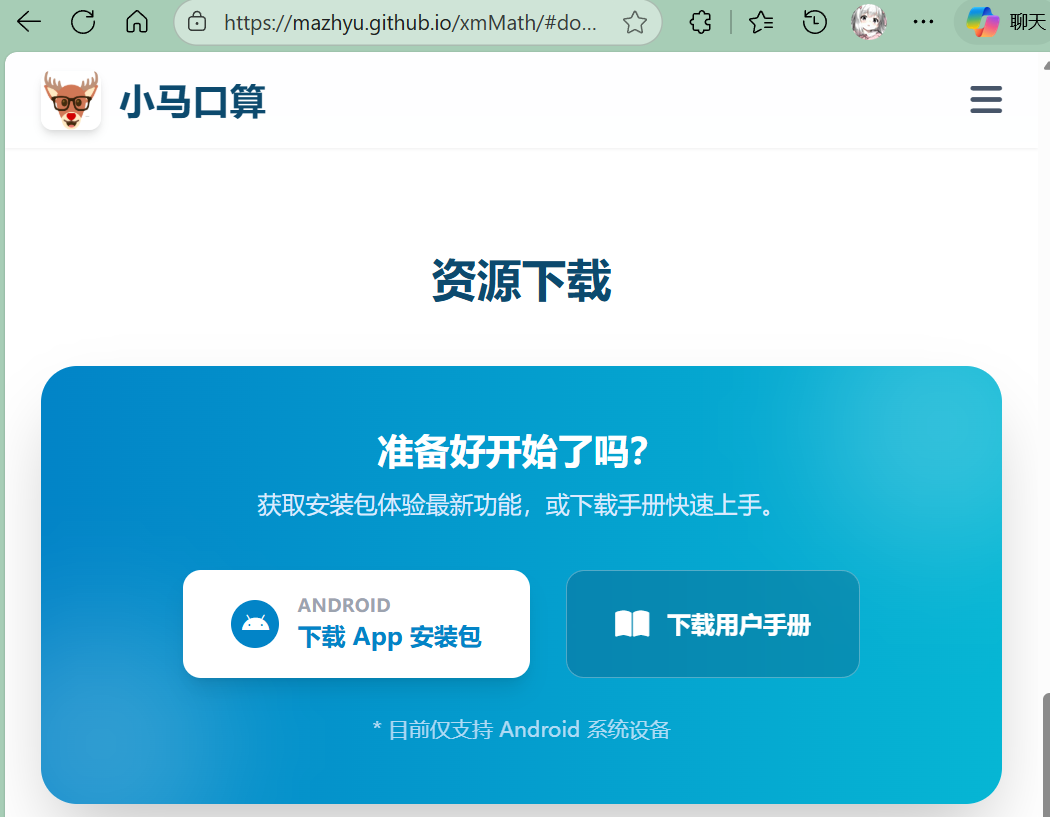 https://mazhyu.github.io/xmMath/#do...
聊天
小马口算
资源下载
准备好开始了吗？
获取安装包体验最新功能，或下载手册快速上手。
ANDROID
下载 App 安装包
下载用户手册
* 目前仅支持 Android 系统设备